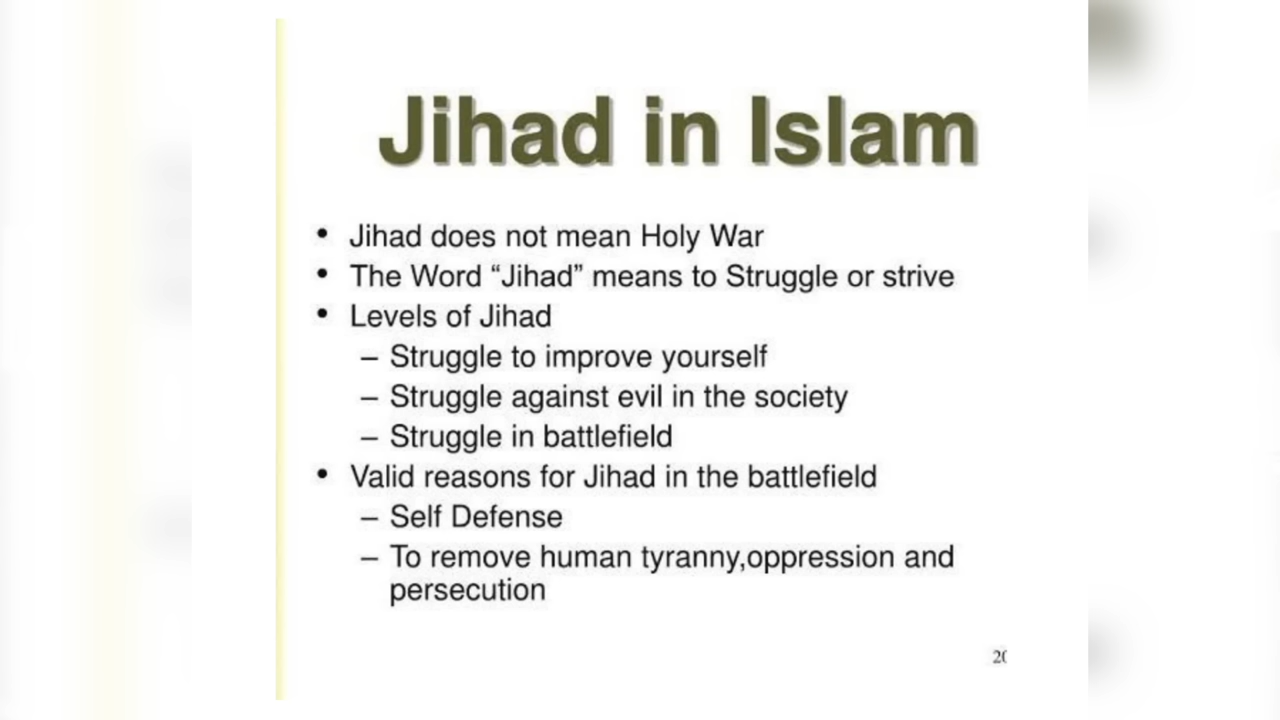 Jihad in Islam
• Jihad does not mean Holy War
• The Word “Jihad” means to Struggle or strive
• Levels of Jihad
– Struggle to improve yourself
– Struggle against evil in the society
– Struggle in battlefield
• Valid reasons for Jihad in the battlefield
– Self Defense
– To remove human tyranny,oppression and
persecution